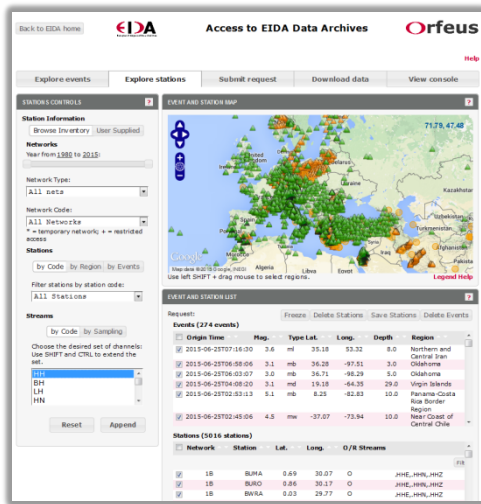 Back to EIDA home
EIDA
Access to EIDA Data Archives
Orfeus
Help
Explore events
Explore stations
Submit request
Download data
View console
STATIONS CONTROLS ?
Station Information
Browse Inventory User Supplied
Networks
Year from 1980 to 2015:
Network Type:
All nets
Network Code:
All Networks
* = temporary network; + = restricted
access
Stations
by Code by Region by Events
Filter stations by station code:
All Stations
Streams
by Code by Sampling
Choose the desired set of channels:
Use SHIFT and CTRL to extend the
set.
HH
BH
LH
HN
Reset Append
EVENT AND STATION MAP ?
71.79, 47.48
Belarus
Ukraine
Kazakhstan
Uzbekistan
Turkmenistan
Afghanistan
Pakistan
Spain
Morocco
Algeria
Libya
Egypt
Syria
Iraq
Google
Use left SHIFT + drag mouse to select regions.
Legend Help
EVENT AND STATION LIST ?
Request:
Freeze Delete Stations Save Stations Delete Events
Events (274 events)
Origin Time Mag. Type Lat. Long. Depth Region
2015-06-25T07:16:30 3.6 ml 35.18 53.32 8.0 Northern and
Central Iran
2015-06-25T06:58:06 3.1 mb 36.28 -97.51 3.0 Oklahoma
2015-06-25T06:03:07 3.0 mb 36.71 -98.29 5.0 Oklahoma
2015-06-25T04:08:20 3.1 md 19.18 -64.35 29.0 Virgin Islands
2015-06-25T02:53:13 5.1 mb 8.25 -82.83 10.0 Panama-Costa
Rica Border
Region
2015-06-25T02:45:06 4.5 mw -37.07 -73.94 10.0 Near Coast of
Central Chile
Stations (5016 stations)
Network Station Lat. Long. O/R Streams
1B BUMA 0.69 30.07 O .HHE,.HHN,.HHZ
1B BURO 0.86 30.17 O .HHE,.HHN,.HHZ
1B BWRA 0.03 29.77 O .HHE,.HHN,.HHZ